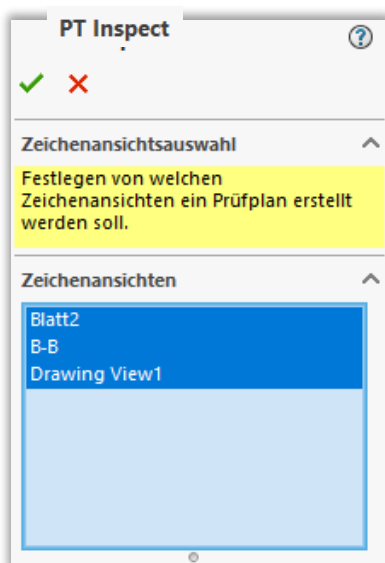 PT Inspect
?
Zeichenansichtsauswahl
Festlegen von welchen
Zeichenansichten ein Prüfplan erstellt
werden soll.
Zeichenansichten
Blatt2
B-B
Drawing View1